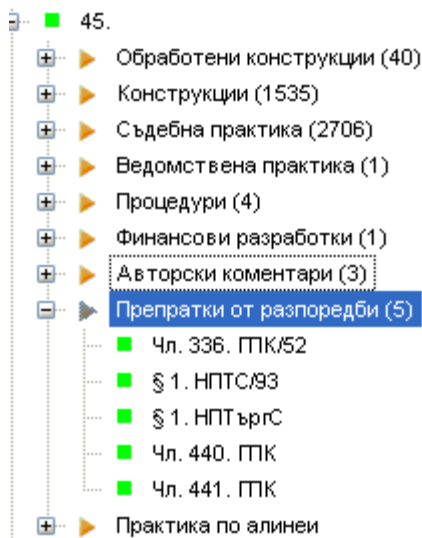 45.
Обработени конструкции (40)
Конструкции (1535)
Съдебна практика (2706)
Ведомствена практика (1)
Процедури (4)
Финансови разработки (1)
Авторски коментари (3)
Препратки от разпоредби (5)
Чл. 336. ГПК/52
§ 1. НПТС/93
§ 1. НПТъргС
Чл. 440. ГПК
Чл. 441. ГПК
Практика по алинеи